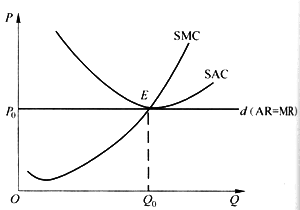 P
SMC
SAC
E
P₀ d (AR=MR)
O Q₀ Q